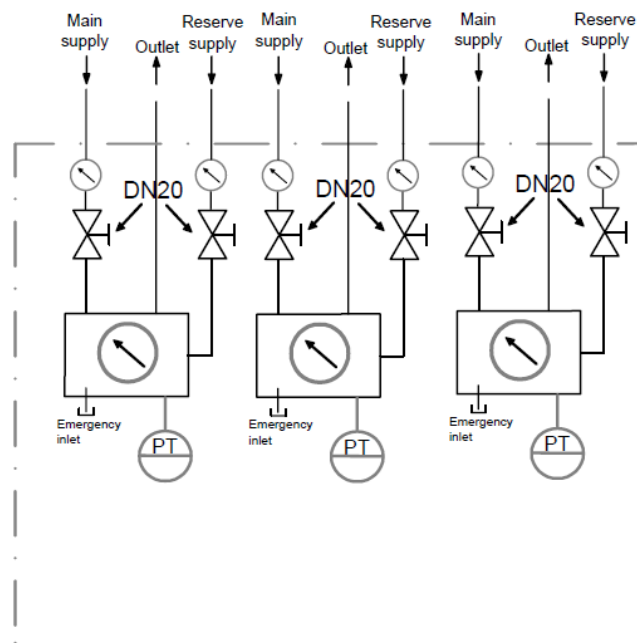 Main
supply
Outlet
Reserve
supply
Main
supply
Outlet
Reserve
supply
Main
supply
Outlet
Reserve
supply
DN20
DN20
DN20
Emergency
inlet
PT
Emergency
inlet
PT
Emergency
inlet
PT